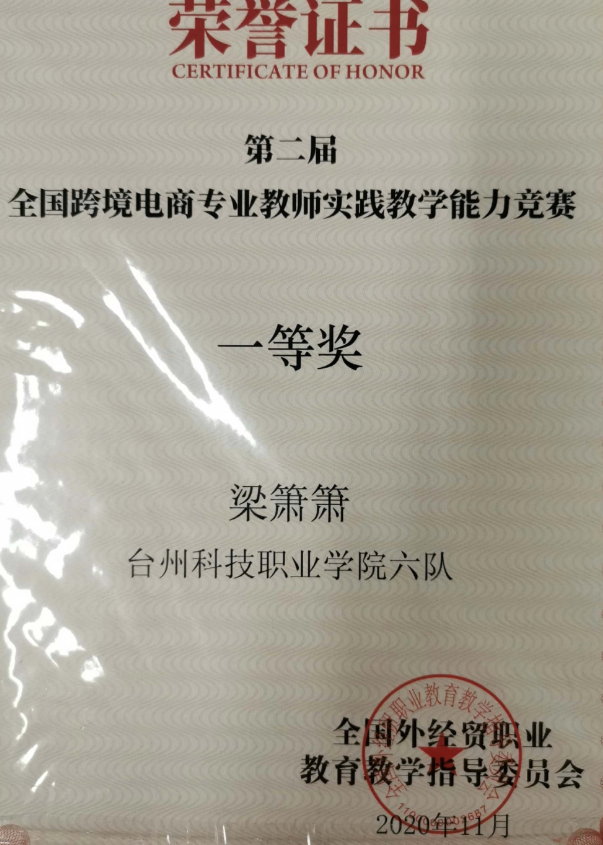 荣誉证书
CERTIFICATE OF HONOR
第二届
全国跨境电商专业教师实践教学能力竞赛
一等奖
梁箫箫
台州科技职业学院六队
全国外经贸职业
教育教学指导委员会
2020年11月